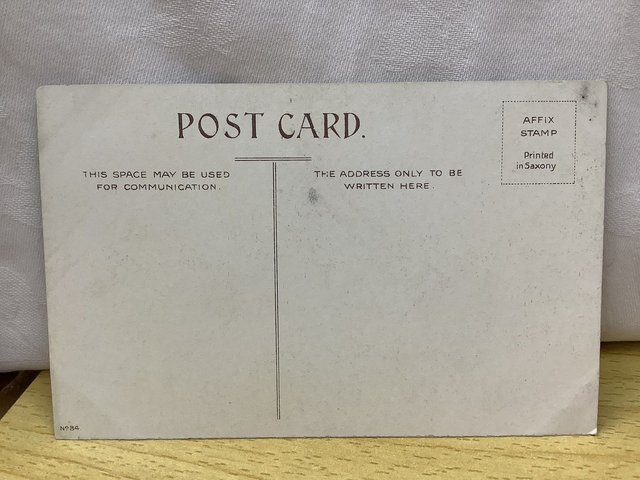 POST CARD.
THIS SPACE MAY BE USED
FOR COMMUNICATION.
THE ADDRESS ONLY TO BE
WRITTEN HERE.
AFFIX
STAMP
Printed
in Saxony
Nº 34